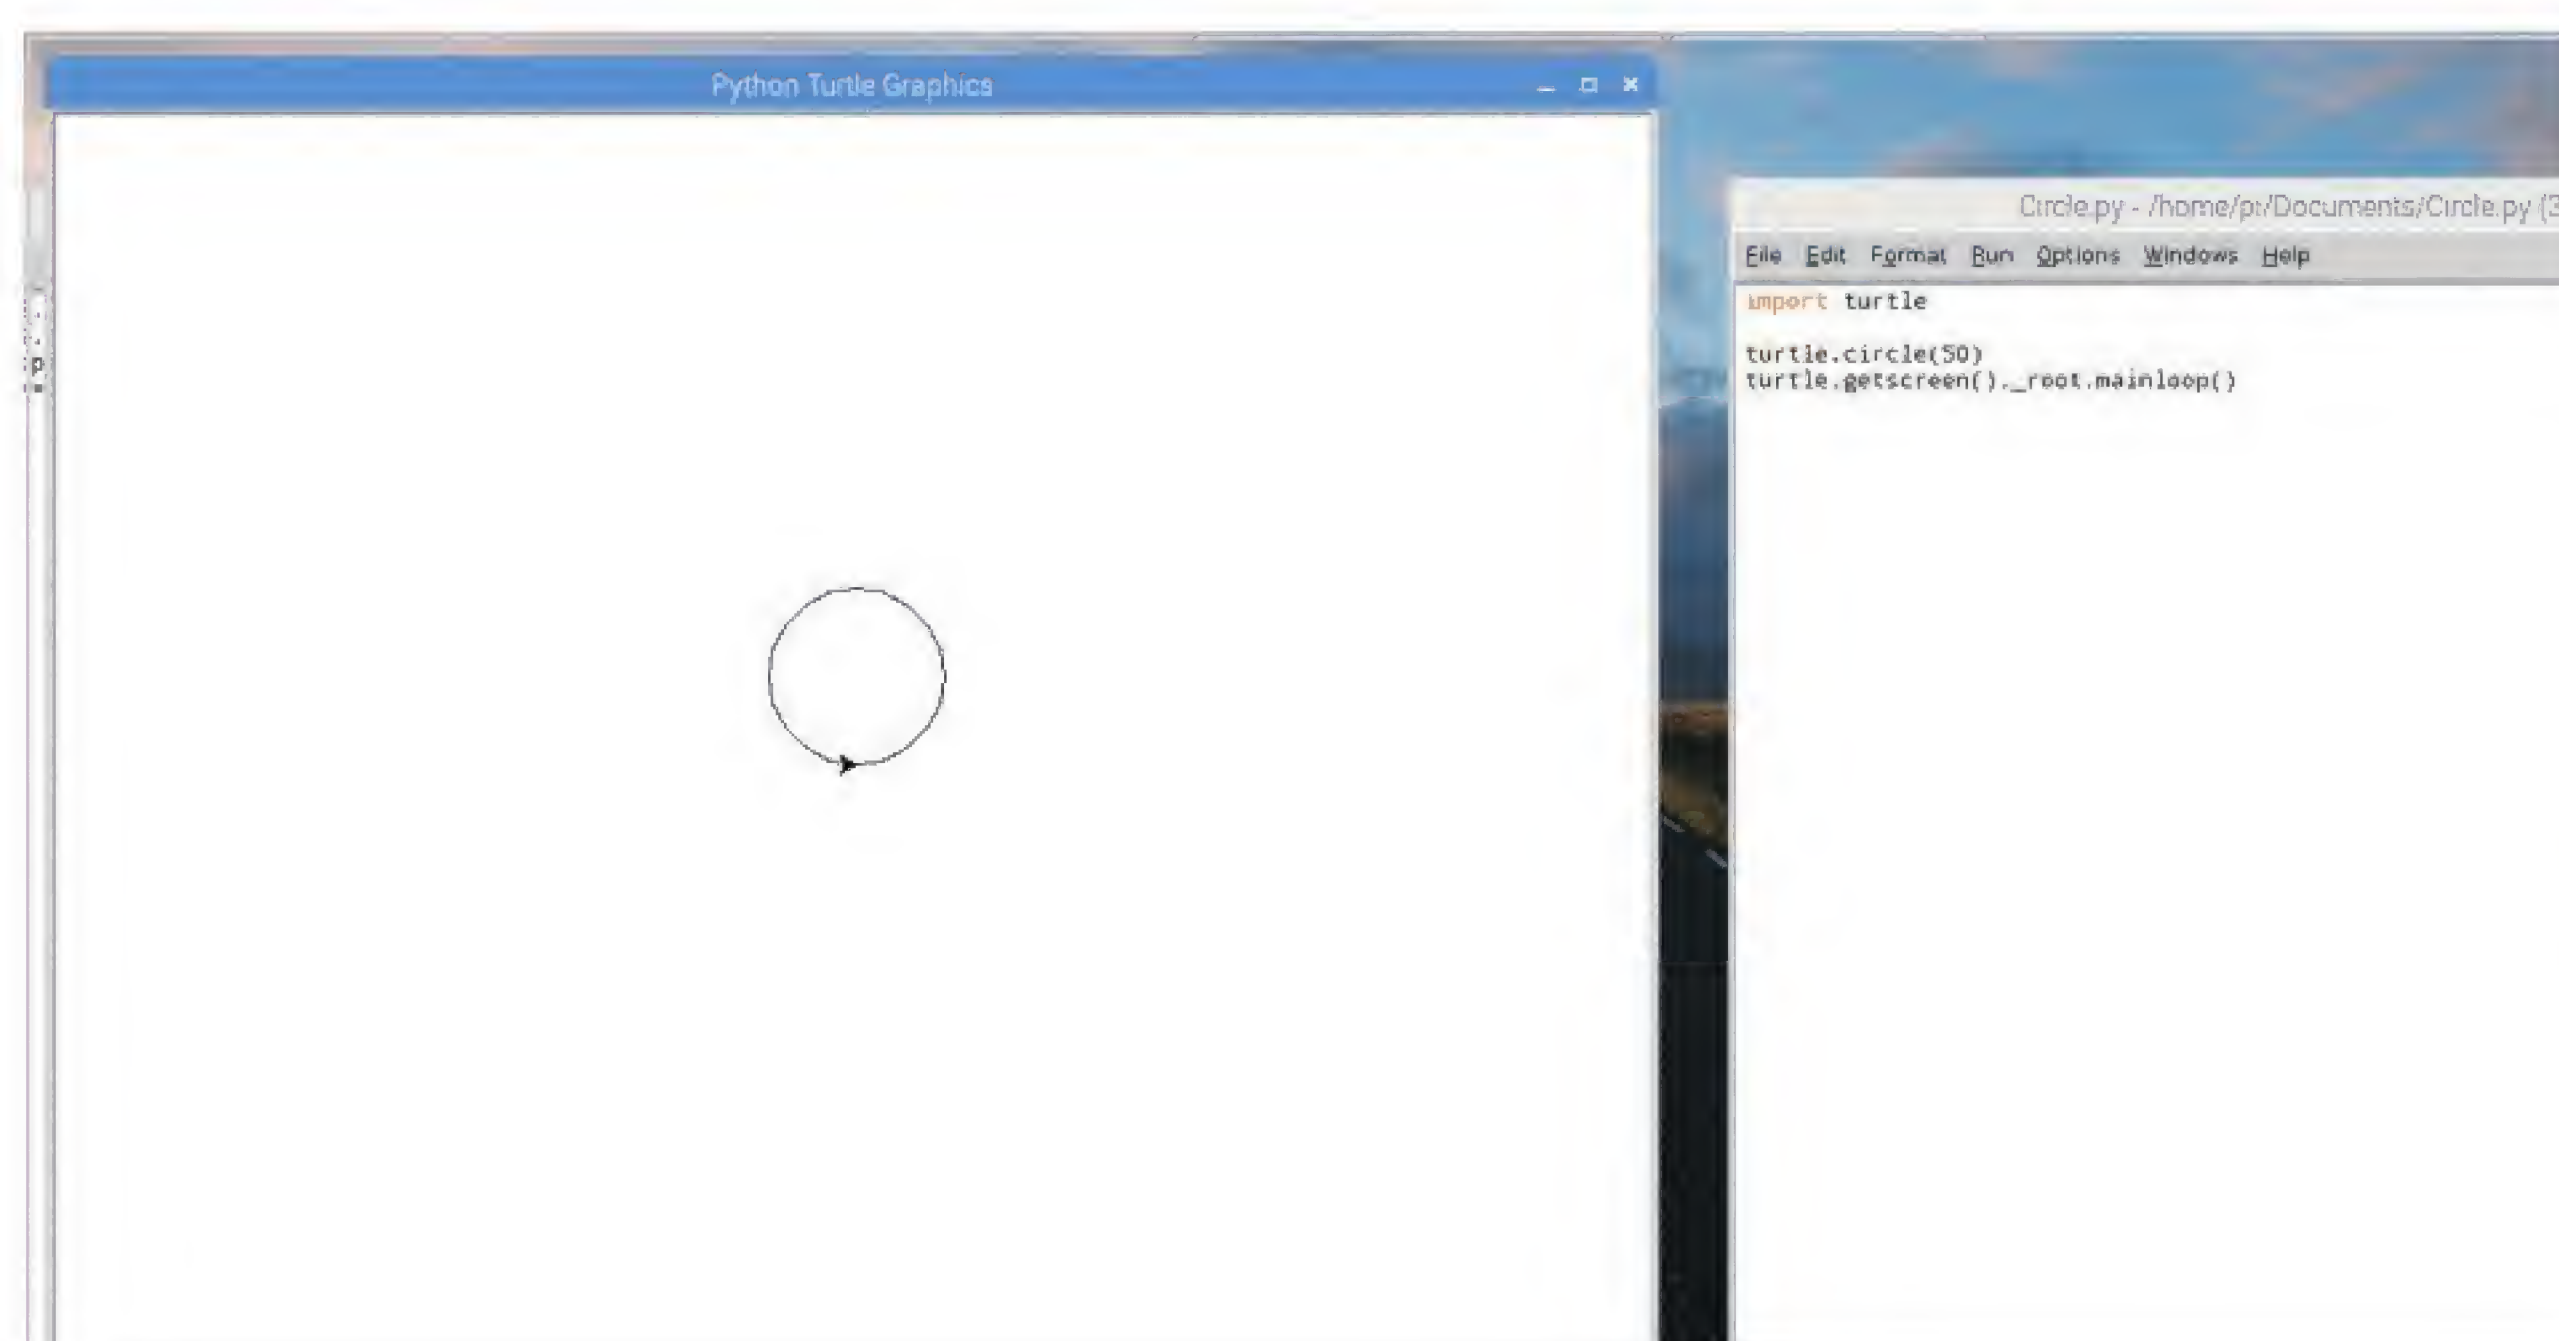 Python Turtle Graphics
Circle.py - /home/pi/Documents/Circle.py (3
File Edit Format Run Options Windows Help
import turtle
turtle.circle(50)
turtle.getscreen()._root.mainloop()